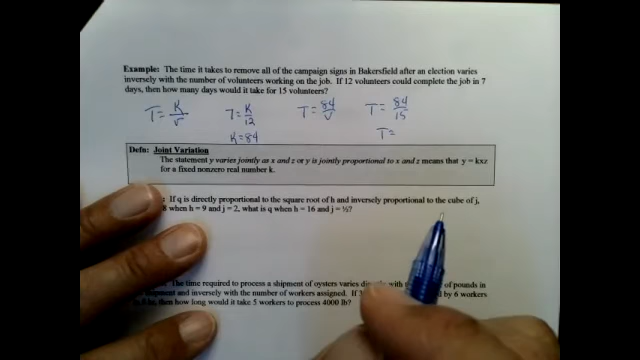 Example: The time it takes to remove all of the campaign signs in Bakersfield after an election varies
inversely with the number of volunteers working on the job. If 12 volunteers could complete the job in 7
days, then how many days would it take for 15 volunteers?
T = K/V 7 = K/12 T = 84/V T = 84/15
K = 84 T =
Defn: Joint Variation
The statement y varies jointly as x and z or y is jointly proportional to x and z means that y = kxz
for a fixed nonzero real number k.
: If q is directly proportional to the square root of h and inversely proportional to the cube of j,
8 when h = 9 and j = 2, what is q when h = 16 and j = ½?
The time required to process a shipment of oysters varies with of pounds in
and inversely with the number of workers assigned. If by 6 workers
then how long would it take 5 workers to process 4000 lb?